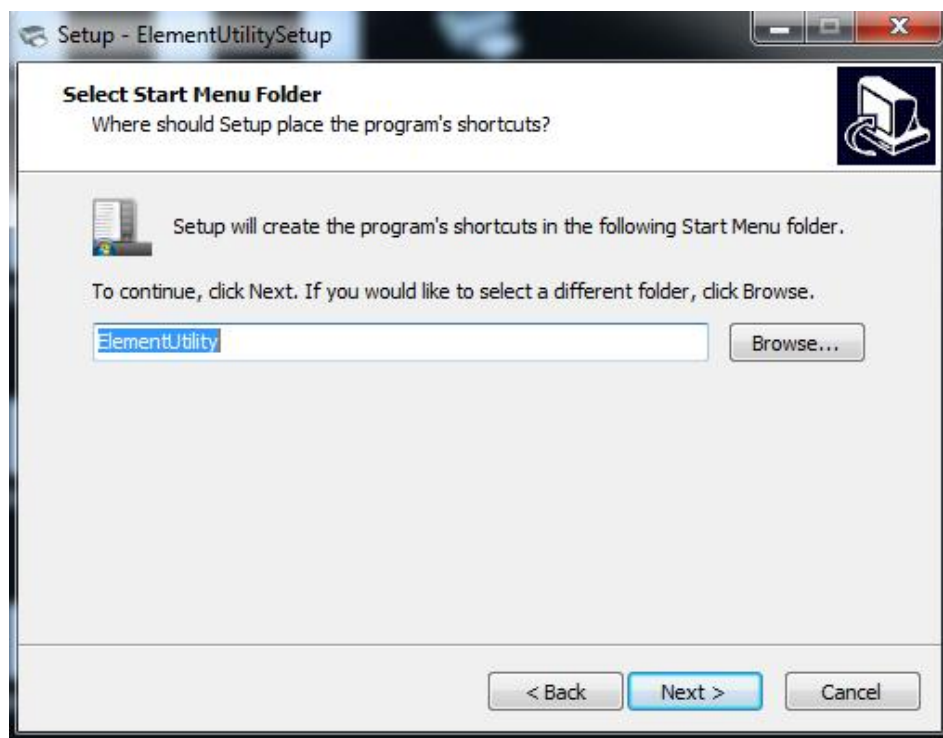 Setup - ElementUtilitySetup
Select Start Menu Folder
Where should Setup place the program's shortcuts?
Setup will create the program's shortcuts in the following Start Menu folder.
To continue, click Next. If you would like to select a different folder, click Browse.
ElementUtility
Browse...
< Back
Next >
Cancel